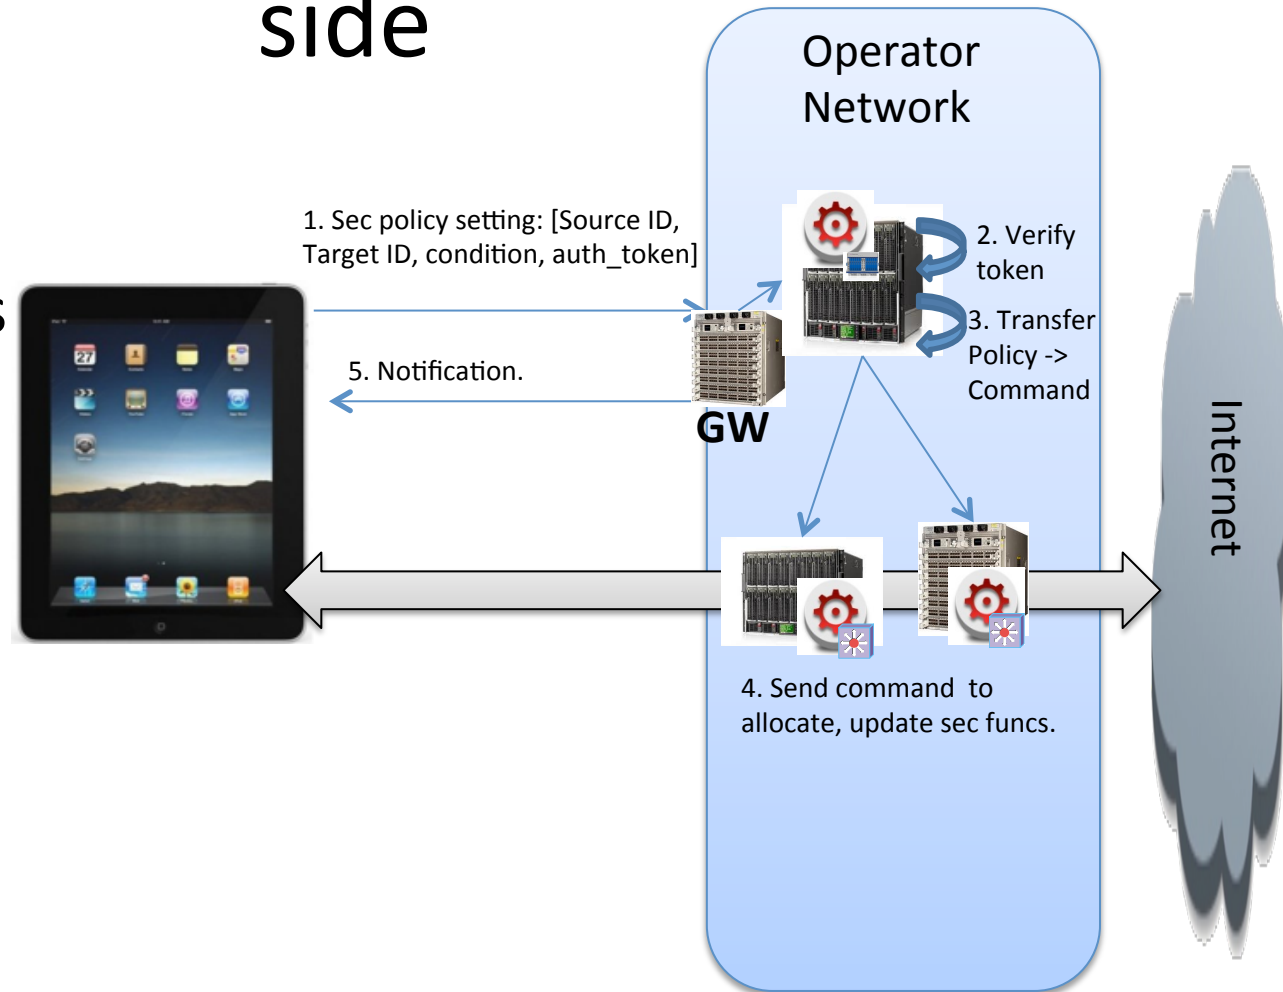 side
Operator
Network
1. Sec policy setting: [Source ID,
Target ID, condition, auth_token]
2. Verify
token
s
3. Transfer
Policy ->
Command
5. Notification.
GW
Internet
27
4. Send command  to
allocate, update sec funcs.